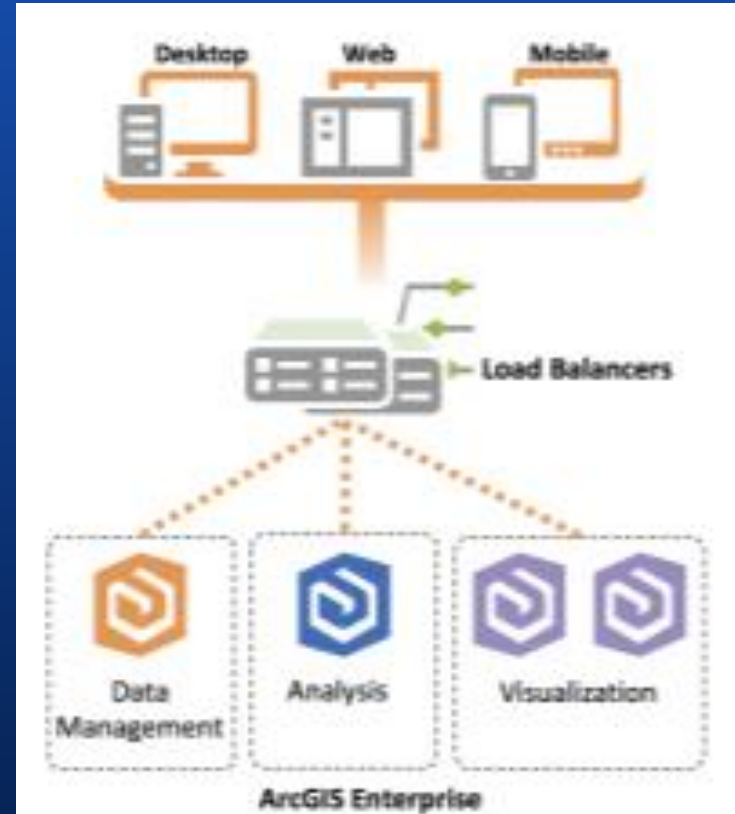 Desktop Web Mobile
Load Balancers
Data Management
Analysis
Visualization
ArcGIS Enterprise